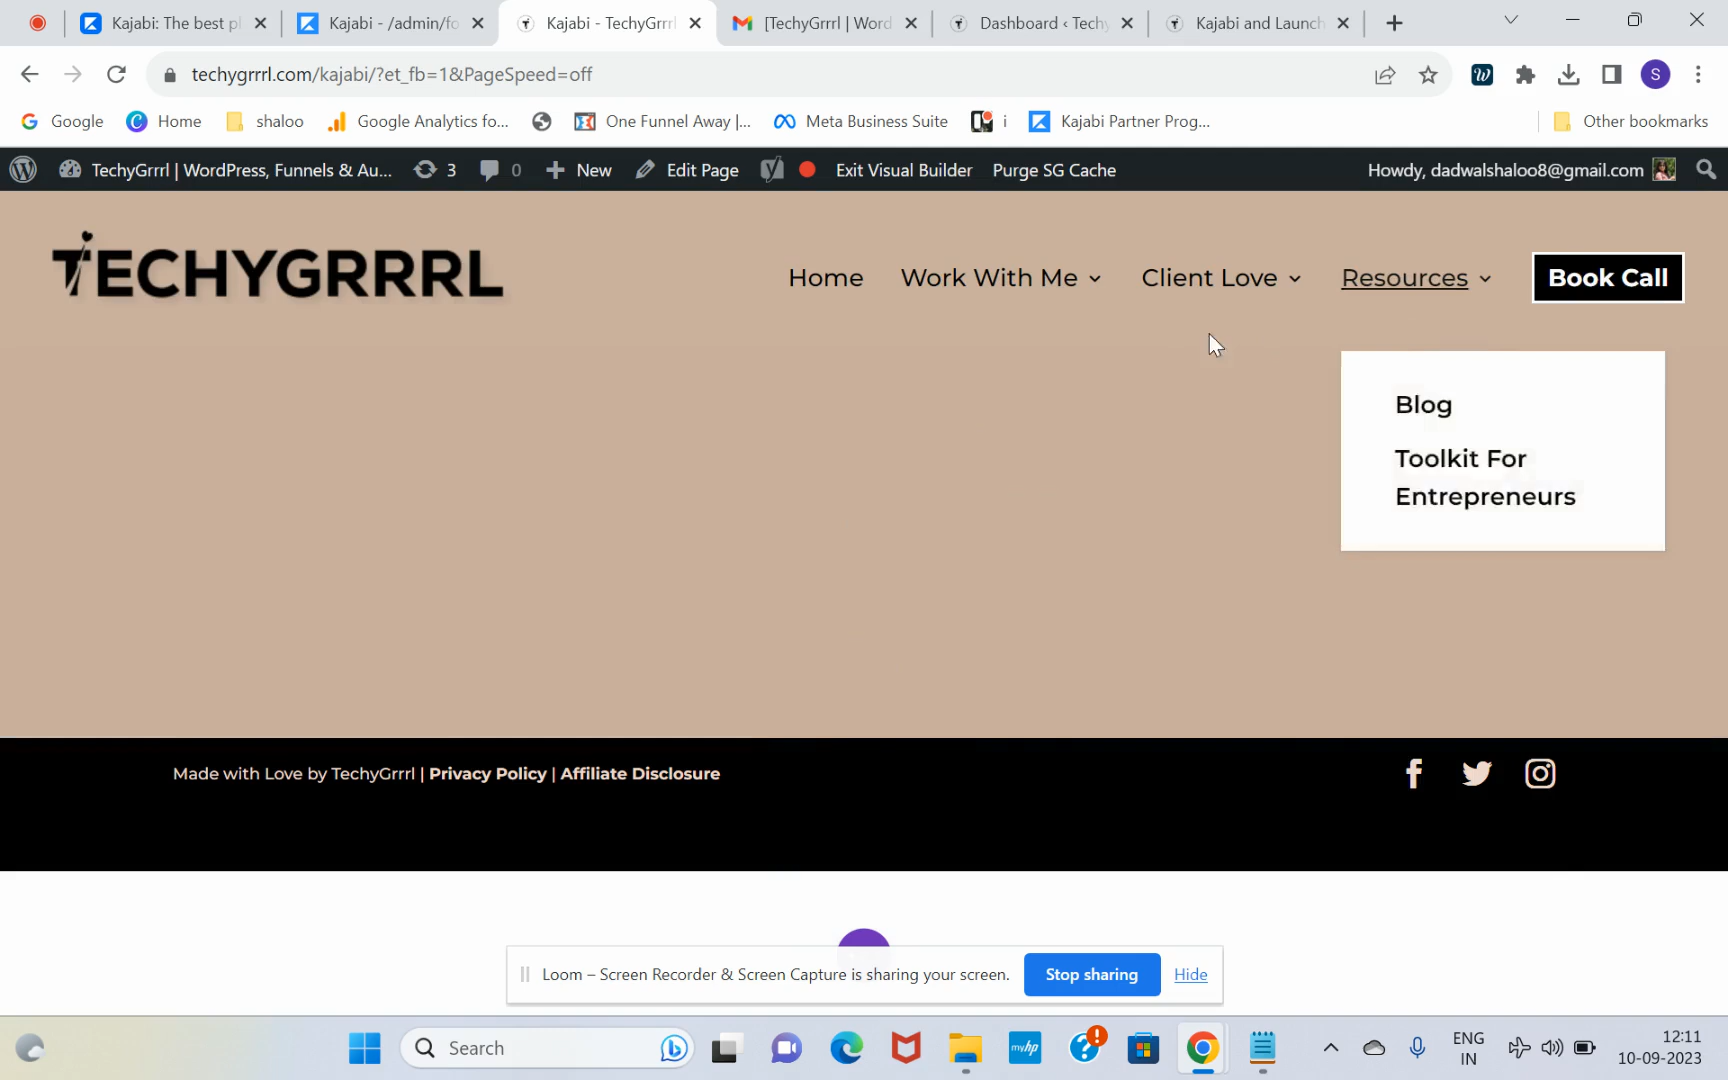 Kajabi: The best pl
Kajabi - /admin/fo
Kajabi - TechyGrrrl
[TechyGrrrl | Word
Dashboard ‹ Techy
Kajabi and Launch
techygrrrl.com/kajabi/?et_fb=1&PageSpeed=off
S
Google
Home
shaloo
Google Analytics fo...
One Funnel Away |...
Meta Business Suite
i
Kajabi Partner Prog...
Other bookmarks
TechyGrrrl | WordPress, Funnels & Au...
3
0
New
Edit Page
Exit Visual Builder
Purge SG Cache
Howdy, dadwalshaloo8@gmail.com
TECHYGRRRL
Home
Work With Me
Client Love
Resources
Book Call
Blog
Toolkit For
Entrepreneurs
Made with Love by TechyGrrrl | Privacy Policy | Affiliate Disclosure
Loom – Screen Recorder & Screen Capture is sharing your screen.
Stop sharing
Hide
Search
myhp
ENG
IN
12:11
10-09-2023